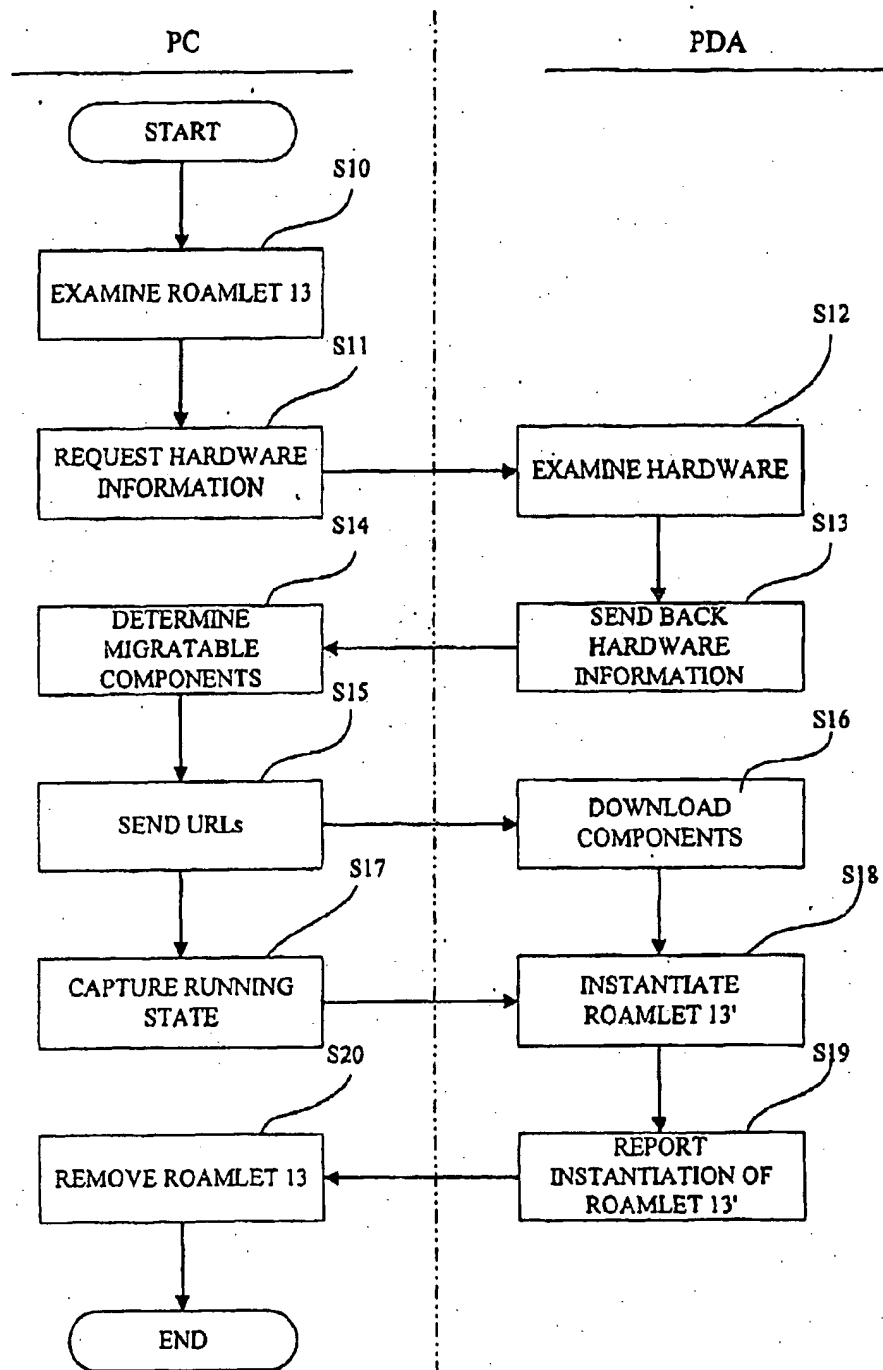 PC
PDA
START
S10
EXAMINE ROAMLET 13
S11
S12
REQUEST HARDWARE
INFORMATION
EXAMINE HARDWARE
S14
S13
DETERMINE
MIGRATABLE
COMPONENTS
SEND BACK
HARDWARE
INFORMATION
S15
S16
SEND URLs
DOWNLOAD
COMPONENTS
S17
S18
CAPTURE RUNNING
STATE
INSTANTIATE
ROAMLET 13'
S20
S19
REMOVE ROAMLET 13
REPORT
INSTANTIATION OF
ROAMLET 13'
END